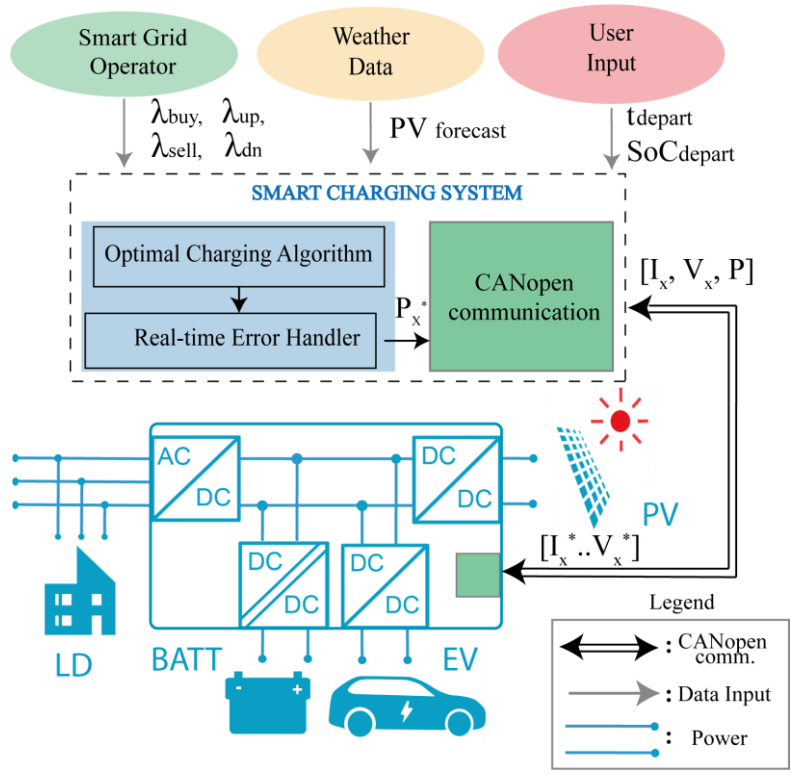 Smart Grid
Operator
Weather
Data
User
Input
λbuy, λup,
λsell, λdn
PV forecast
tdepart
SoCdepart
SMART CHARGING SYSTEM
Optimal Charging Algorithm
Real-time Error Handler
Px*
CANopen
communication
[Ix, Vx, P]
AC
DC
DC
DC
DC
DC
DC
DC
PV
[Ix*..Vx*]
LD
BATT
EV
Legend
: CANopen
comm.
: Data Input
: Power